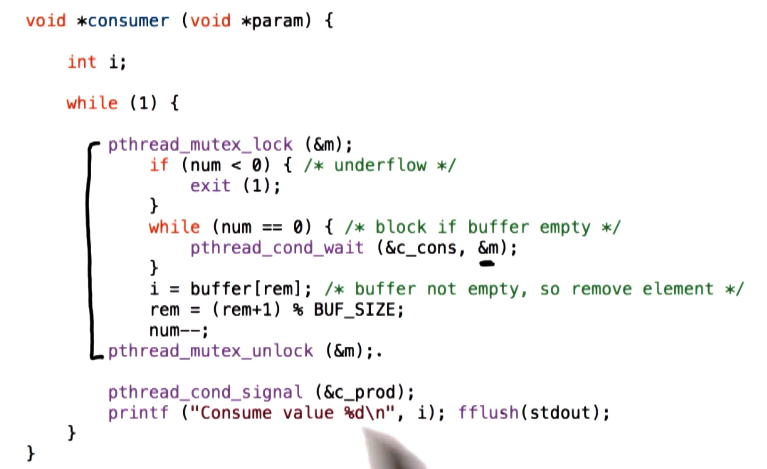 void *consumer (void *param) {
int i;
while (1) {
pthread_mutex_lock (&m);
if (num < 0) { /* underflow */
exit (1);
}
while (num == 0) { /* block if buffer empty */
pthread_cond_wait (&c_cons, &m);
}
i = buffer[rem]; /* buffer not empty, so remove element */
rem = (rem+1) % BUF_SIZE;
num--;
pthread_mutex_unlock (&m);.
pthread_cond_signal (&c_prod);
printf ("Consume value %d\n", i); fflush(stdout);
}
}